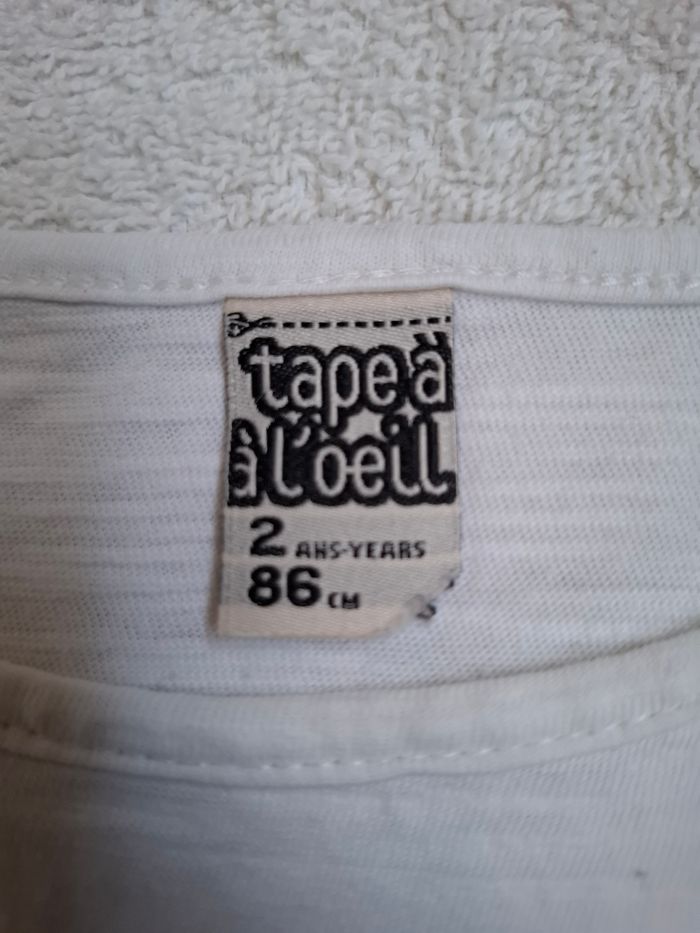 tape à
à l'oeil
2 ANS-YEARS
86 CM